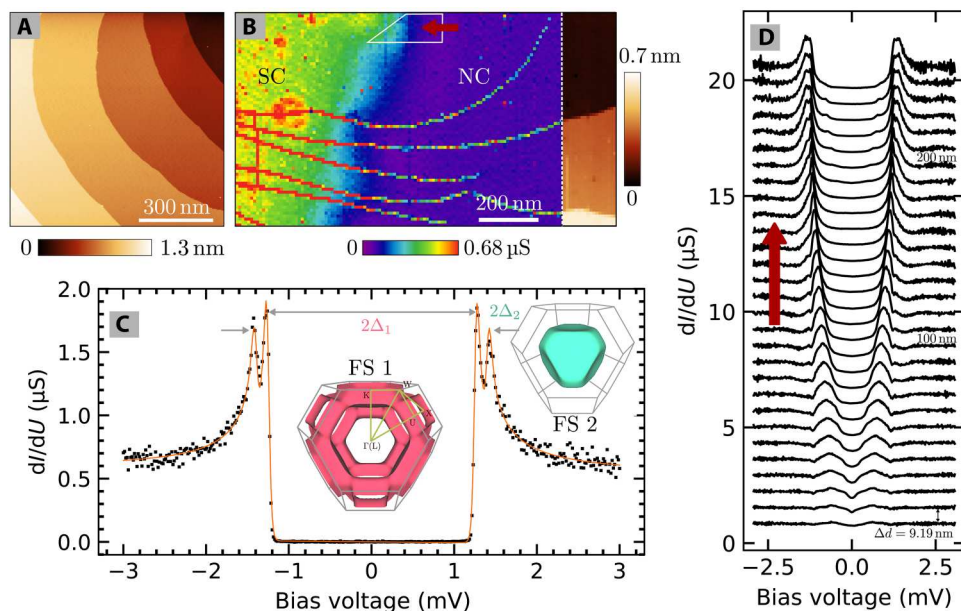 A
300 nm
0
1.3 nm
B
SC
NC
200 nm
0
0.68 µS
0.7 nm
0
C
2Δ₁
2Δ₂
FS 1
FS 2
K
W
X
U
Γ(L)
2.0
1.5
1.0
0.5
0.0
dI/dU (µS)
−3
−2
−1
0
1
2
3
Bias voltage (mV)
D
20
15
10
5
0
dI/dU (µS)
200 nm
100 nm
Δd = 9.19 nm
−2.5
0.0
2.5
Bias voltage (mV)